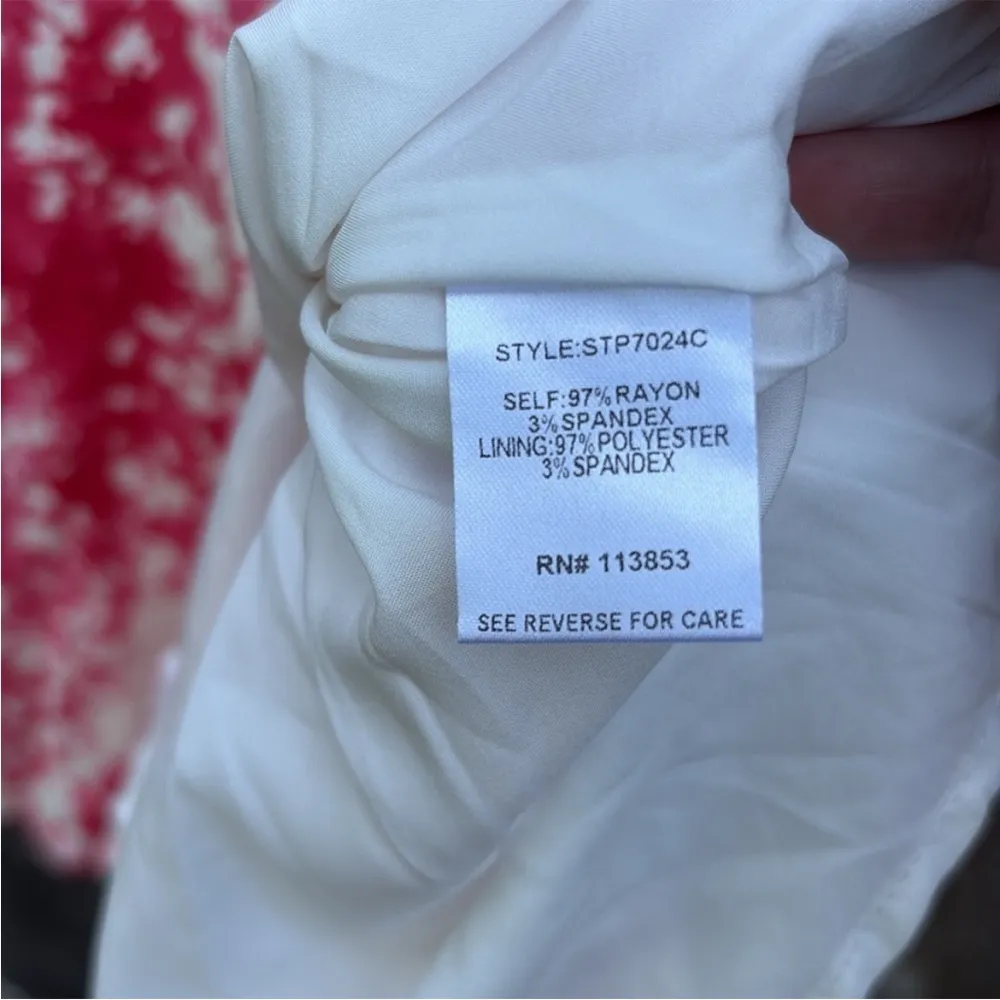 STYLE:STP7024C
SELF:97%RAYON
3%SPANDEX
LINING:97%POLYESTER
3%SPANDEX
RN# 113853
SEE REVERSE FOR CARE